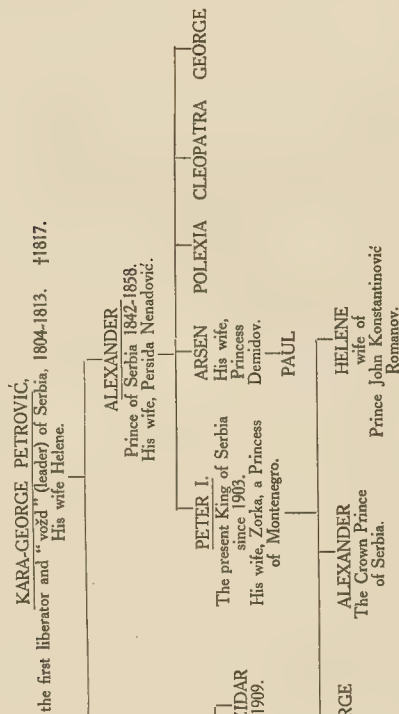 KARA-GEORGE PETROVIĆ,
the first liberator and "vožd" (leader) of Serbia, 1804-1813. †1817.
His wife Helene.
ALEXANDER
Prince of Serbia 1842-1858.
His wife, Persida Nenadović.
PETER I.
The present King of Serbia
since 1903.
His wife, Zorka, a Princess
of Montenegro.
ARSEN
His wife,
Princess
Demidov.
PAUL
POLEXIA
CLEOPATRA
GEORGE
IDAR
1909.
RGE
ALEXANDER
The Crown Prince
of Serbia.
HELENE
wife of
Prince John Konstantinović
Romanov.